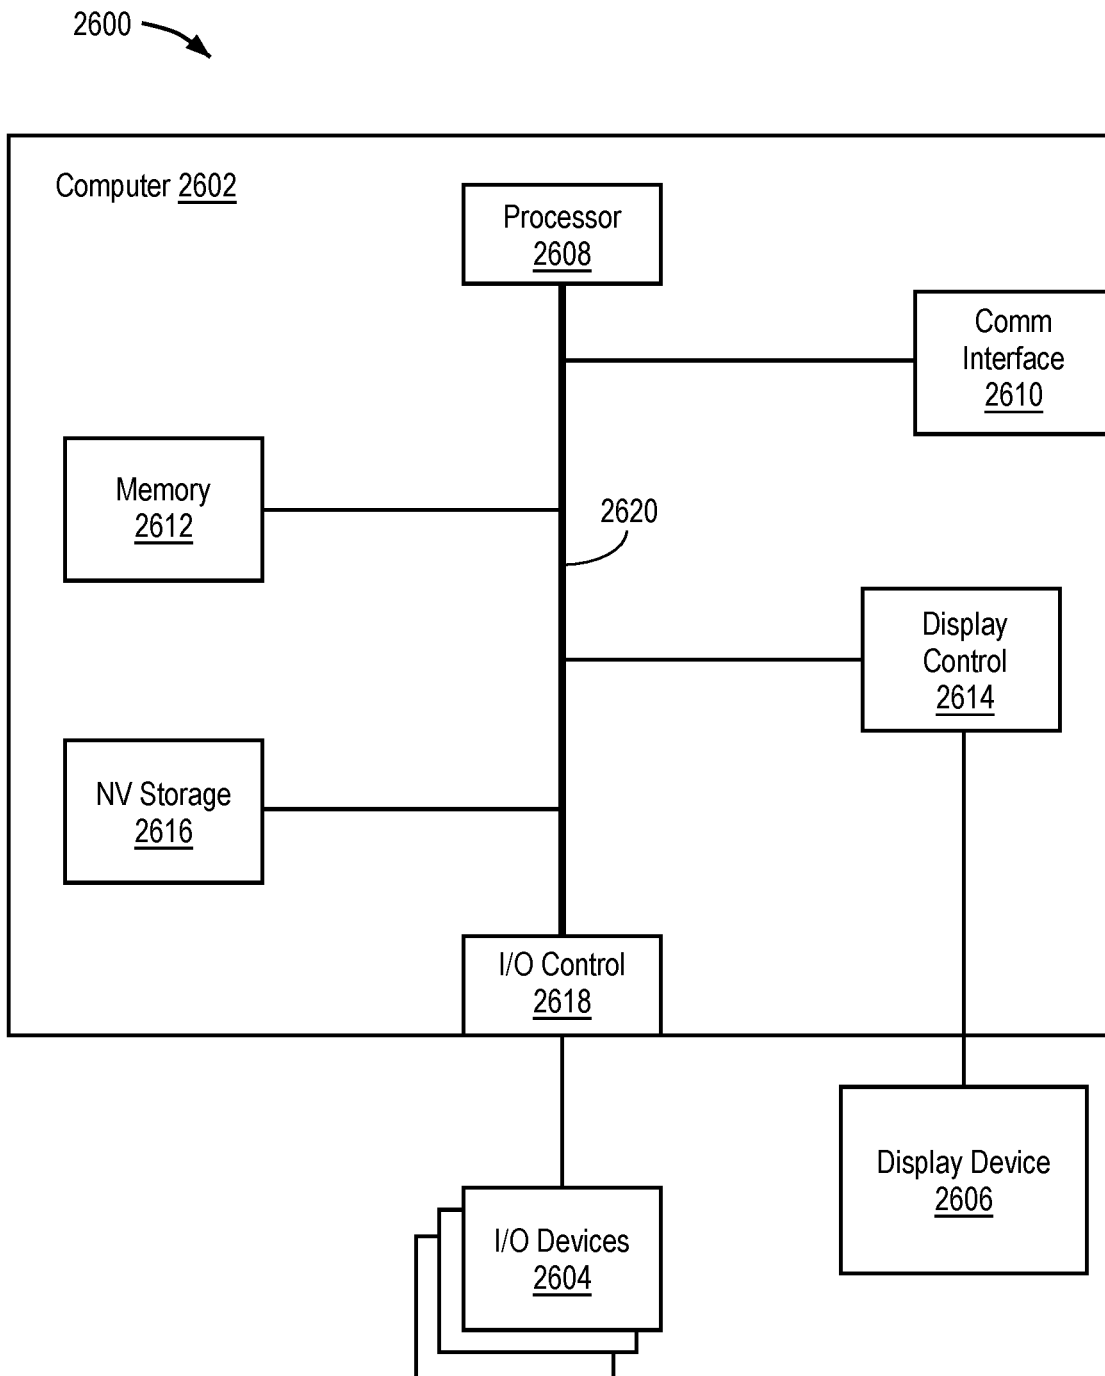 2600
Computer 2602
Processor
2608
Comm
Interface
2610
Memory
2612
2620
Display
Control
2614
NV Storage
2616
I/O Control
2618
Display Device
2606
I/O Devices
2604